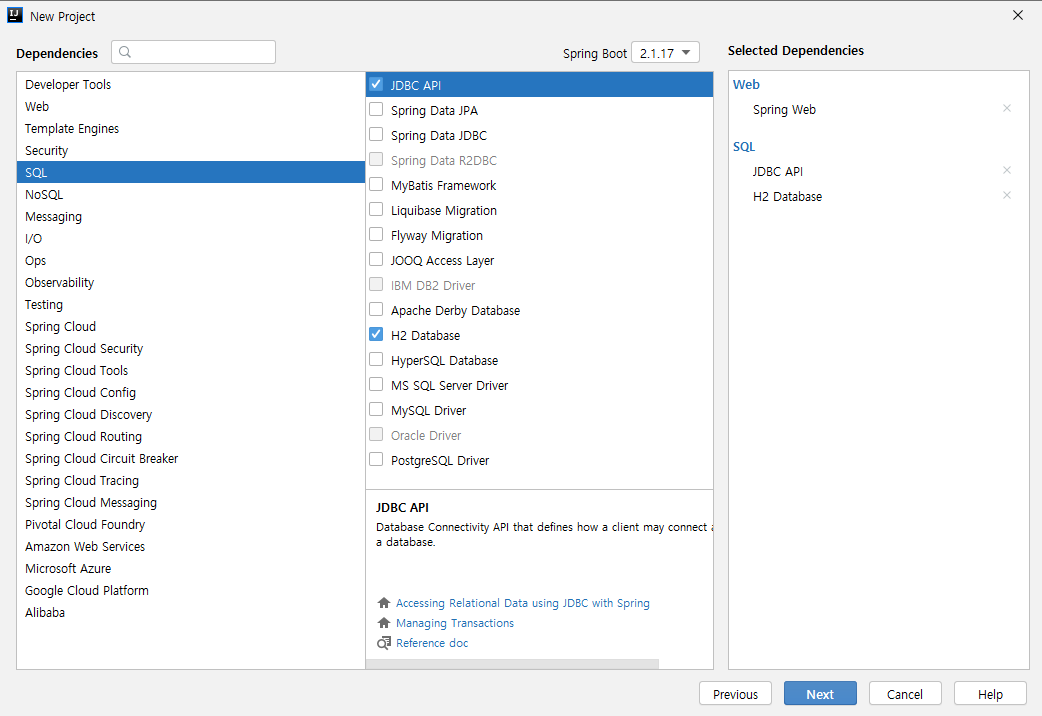 New Project
Dependencies
Spring Boot 2.1.17
Selected Dependencies
Developer Tools
Web
Template Engines
Security
SQL
NoSQL
Messaging
I/O
Ops
Observability
Testing
Spring Cloud
Spring Cloud Security
Spring Cloud Tools
Spring Cloud Config
Spring Cloud Discovery
Spring Cloud Routing
Spring Cloud Circuit Breaker
Spring Cloud Tracing
Spring Cloud Messaging
Pivotal Cloud Foundry
Amazon Web Services
Microsoft Azure
Google Cloud Platform
Alibaba
JDBC API
Spring Data JPA
Spring Data JDBC
Spring Data R2DBC
MyBatis Framework
Liquibase Migration
Flyway Migration
JOOQ Access Layer
IBM DB2 Driver
Apache Derby Database
H2 Database
HyperSQL Database
MS SQL Server Driver
MySQL Driver
Oracle Driver
PostgreSQL Driver
JDBC API
Database Connectivity API that defines how a client may connect
a database.
Accessing Relational Data using JDBC with Spring
Managing Transactions
Reference doc
Web
Spring Web
SQL
JDBC API
H2 Database
Previous
Next
Cancel
Help